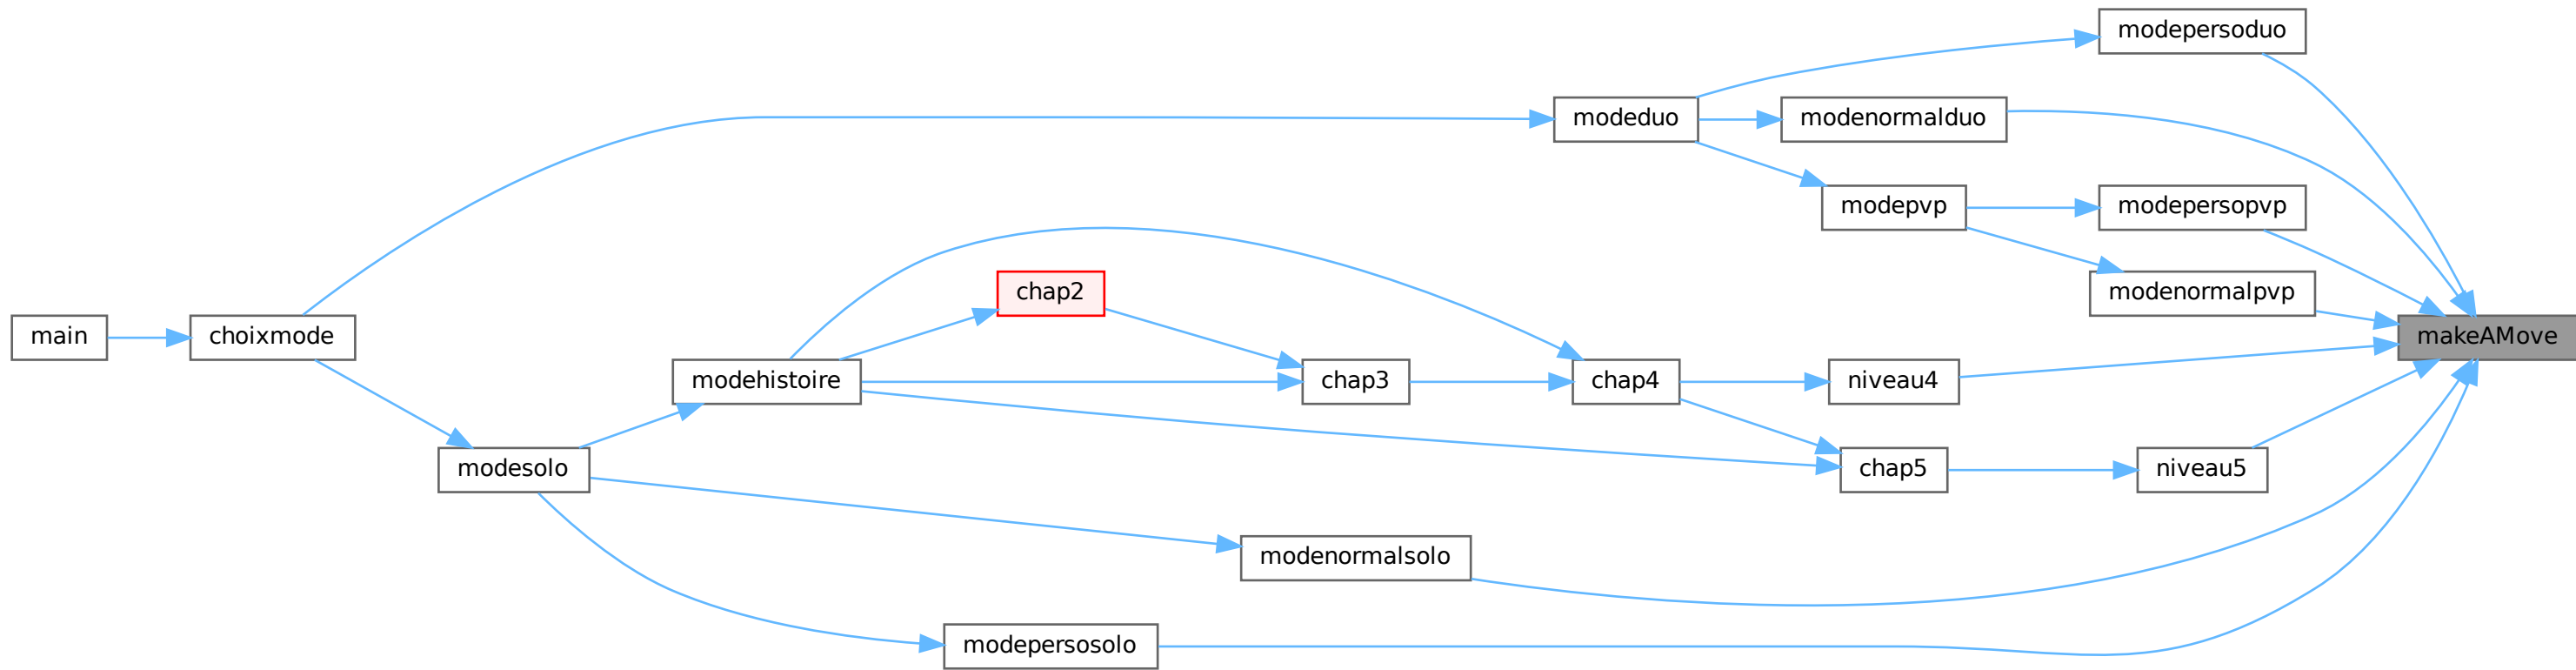 modepersoduo
modeduo
modenormalduo
modepvp
modepersopvp
chap2
modenormalpvp
main
choixmode
makeAMove
modehistoire
chap3
chap4
niveau4
modesolo
chap5
niveau5
modenormalsolo
modepersosolo